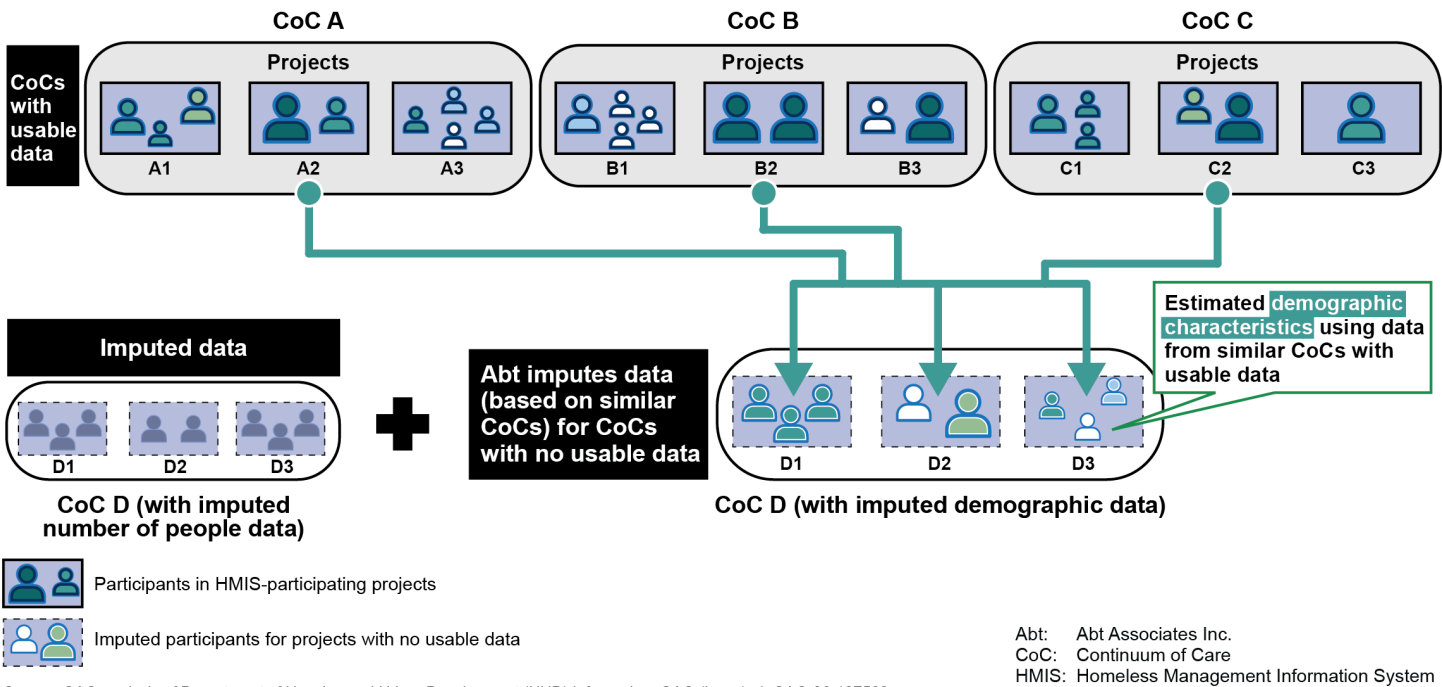 CoC A
CoC B
CoC C
CoCs
with
usable
data
Projects
Projects
Projects
A1
A2
A3
B1
B2
B3
C1
C2
C3
Estimated demographic
characteristics using data
from similar CoCs with
usable data
Imputed data
D1
D2
D3
CoC D (with imputed
number of people data)
Abt imputes data
(based on similar
CoCs) for CoCs
with no usable data
D1
D2
D3
CoC D (with imputed demographic data)
Participants in HMIS-participating projects
Imputed participants for projects with no usable data
Abt: Abt Associates Inc.
CoC: Continuum of Care
HMIS: Homeless Management Information System